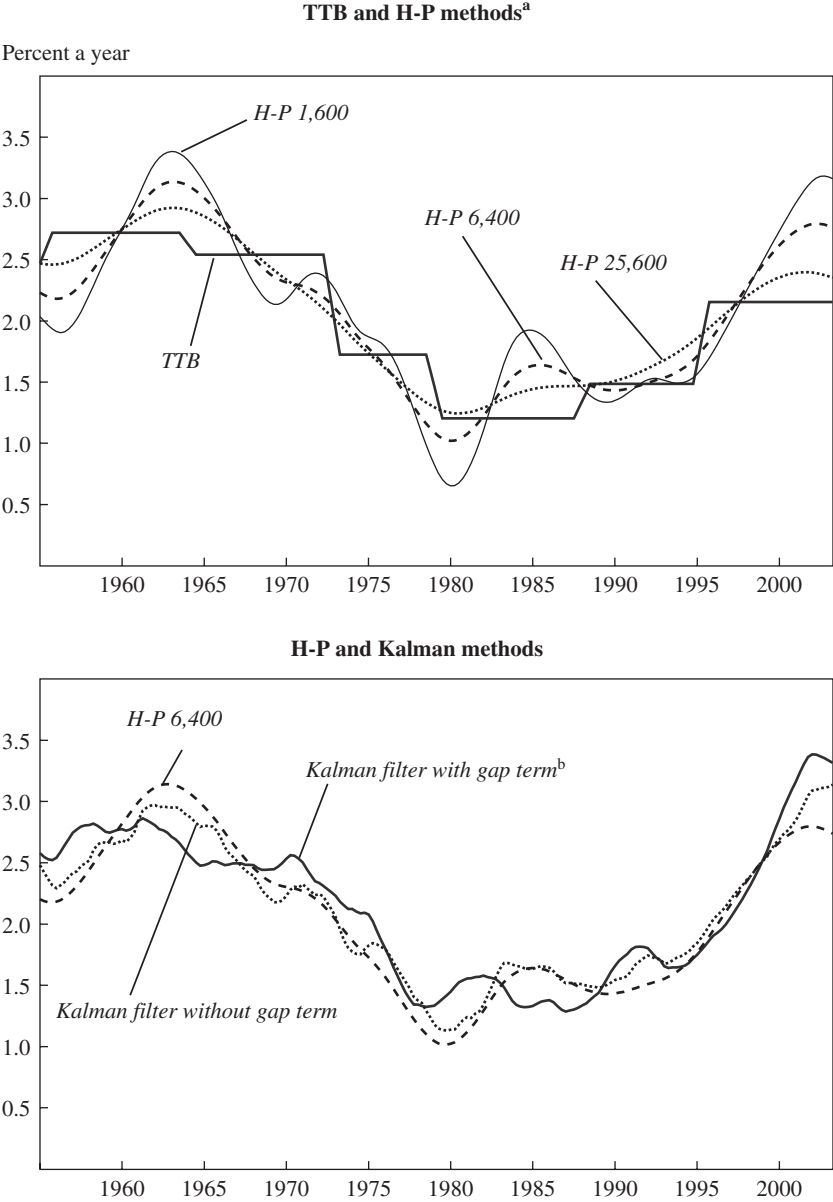 TTB and H-P methodsᵃ
Percent a year
H-P 1,600
3.5
3.0
H-P 6,400
H-P 25,600
2.5
2.0
TTB
1.5
1.0
0.5
1960 1965 1970 1975 1980 1985 1990 1995 2000
H-P and Kalman methods
H-P 6,400
3.5
Kalman filter with gap termᵇ
3.0
2.5
2.0
1.5
Kalman filter without gap term
1.0
0.5
1960 1965 1970 1975 1980 1985 1990 1995 2000